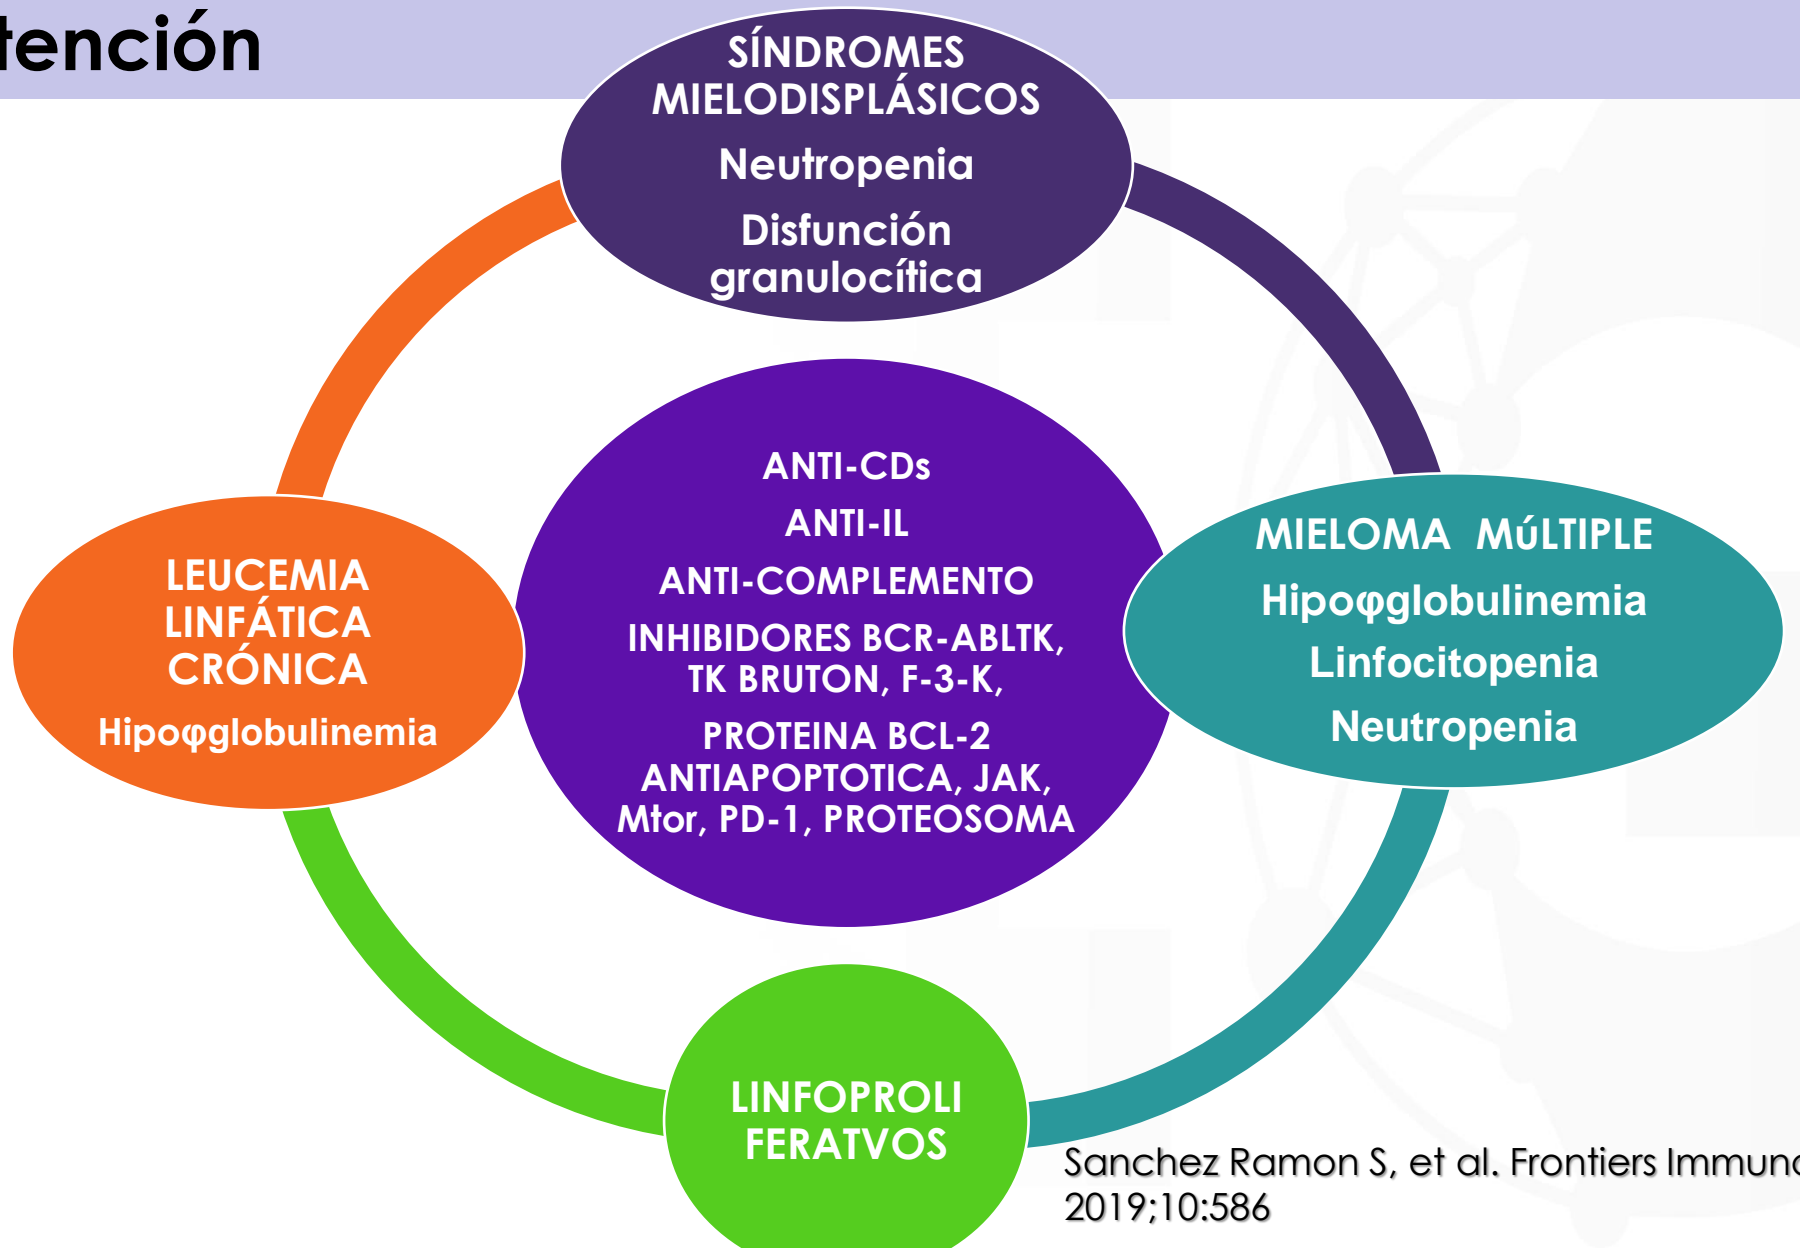 tención
SÍNDROMES
MIELODISPLÁSICOS
Neutropenia
Disfunción
granulocítica
ANTI-CDs
ANTI-IL
ANTI-COMPLEMENTO
INHIBIDORES BCR-ABLTK,
TK BRUTON, F-3-K,
PROTEINA BCL-2
ANTIAPOPTOTICA, JAK,
Mtor, PD-1, PROTEOSOMA
MIELOMA MúLTIPLE
Hipoφglobulinemia
Linfocitopenia
Neutropenia
LEUCEMIA
LINFÁTICA
CRÓNICA
Hipoφglobulinemia
LINFOPROLI
FERATVOS
Sanchez Ramon S, et al. Frontiers Immuno
2019;10:586